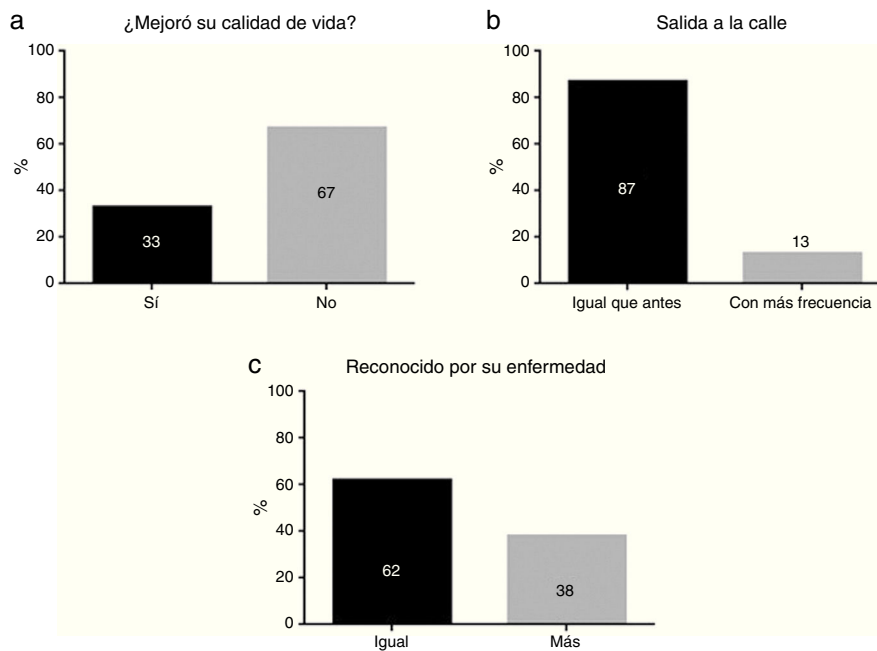 a
¿Mejoró su calidad de vida?
100
80
60
40
20
0
%
33
67
Sí
No
b
Salida a la calle
100
80
60
40
20
0
%
87
13
Igual que antes
Con más frecuencia
c
Reconocido por su enfermedad
100
80
60
40
20
0
%
62
38
Igual
Más